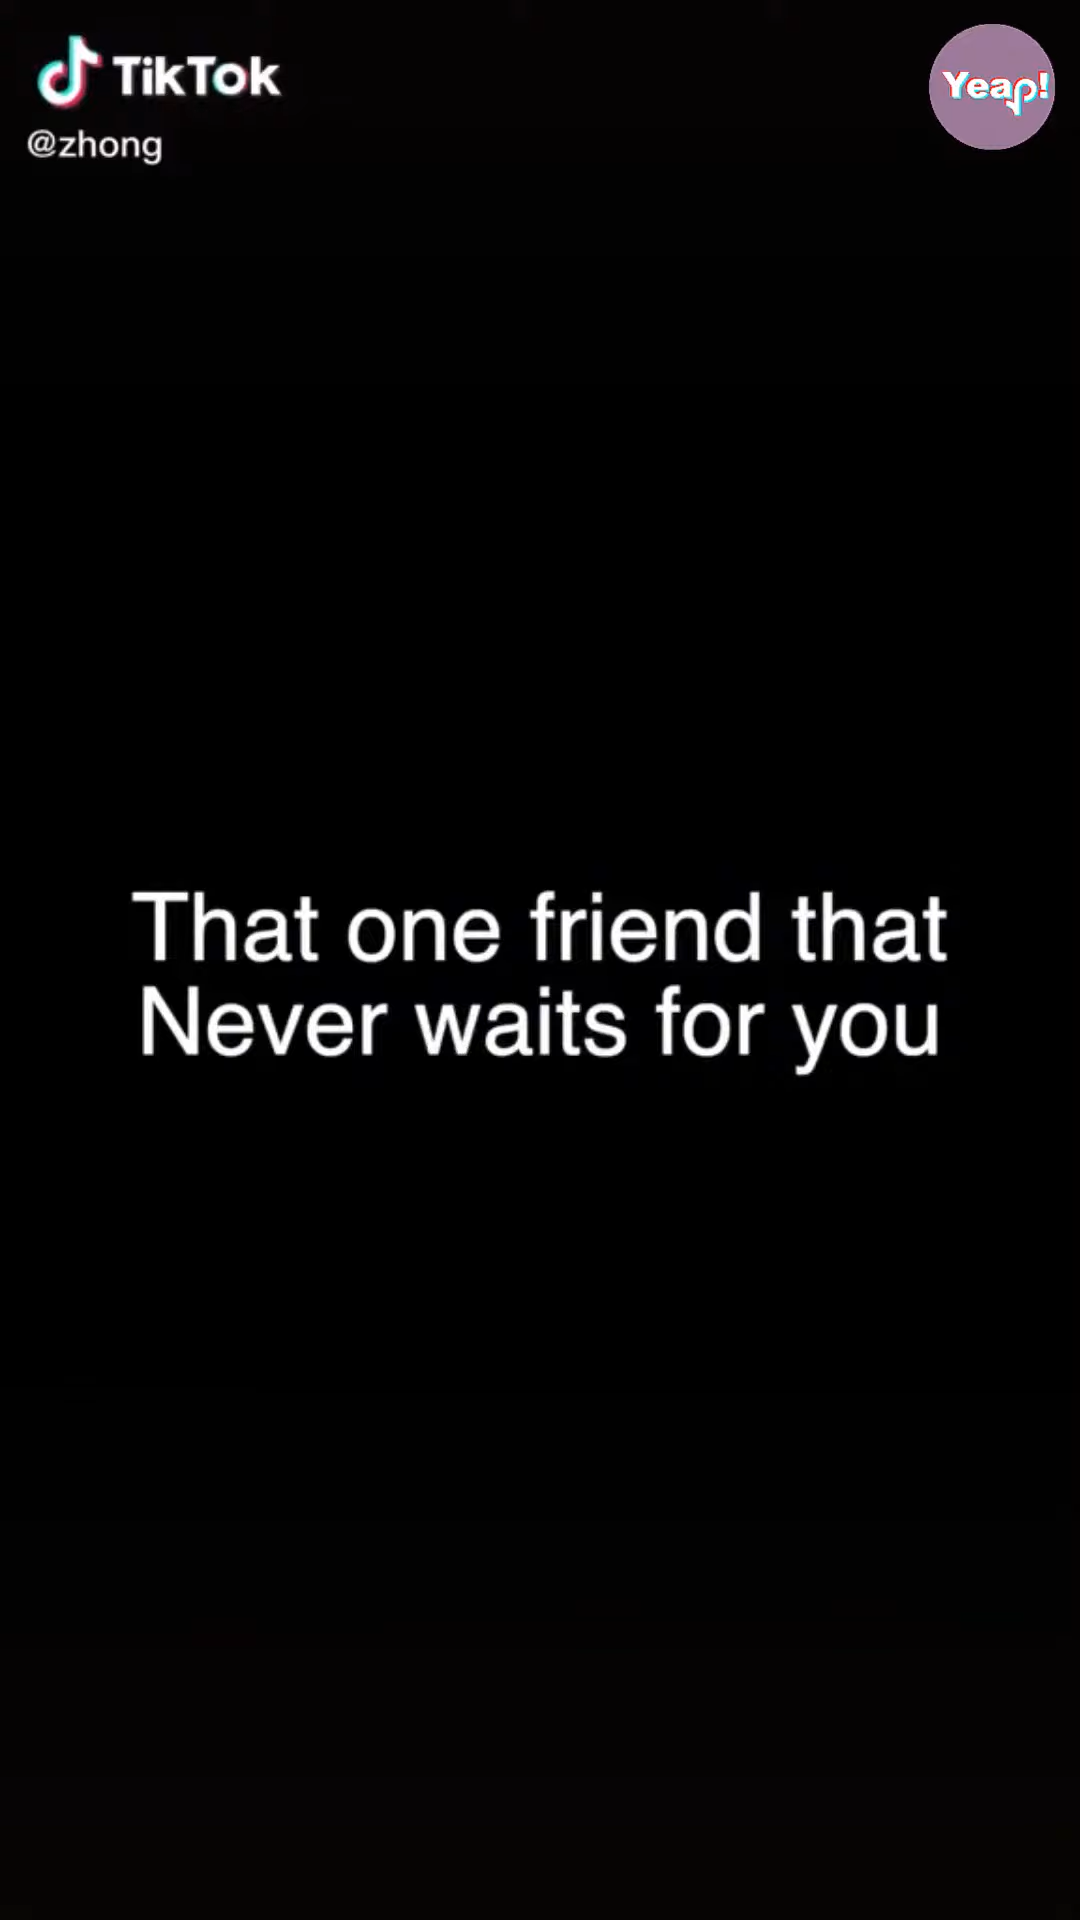 TikTok
@zhong
Yeap!
That one friend that
Never waits for you